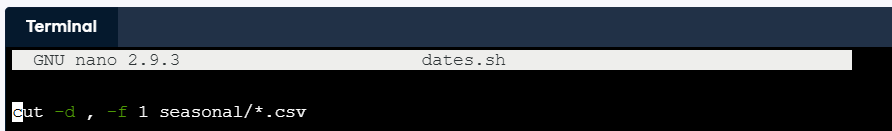 Terminal
GNU nano 2.9.3 dates.sh
cut -d , -f 1 seasonal/*.csv